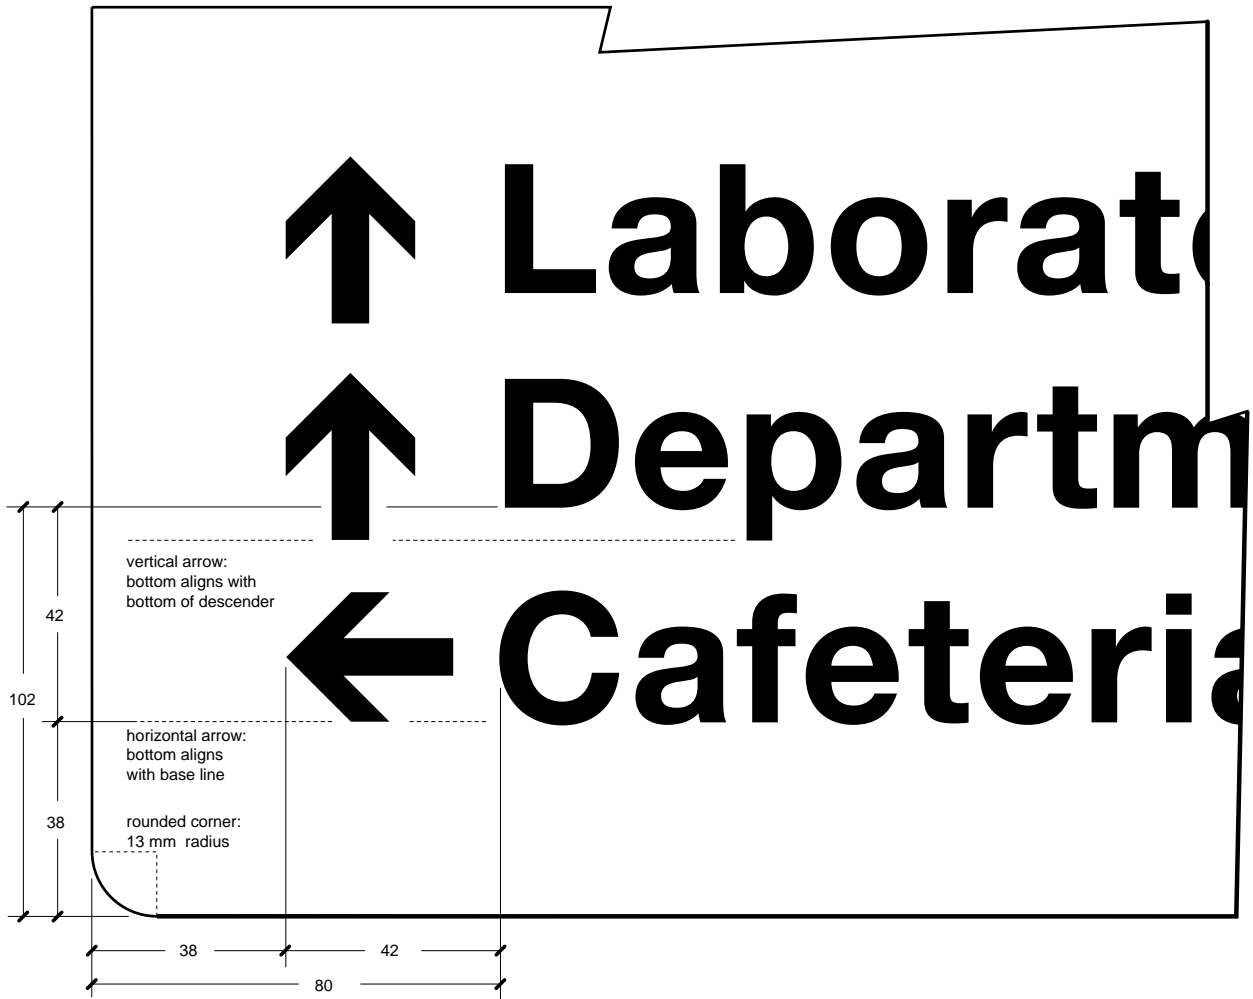 Laborat
Departm
42
vertical arrow:
bottom aligns with
bottom of descender
Cafeteria
102
horizontal arrow:
bottom aligns
with base line
38
rounded corner:
13 mm radius
38
42
80